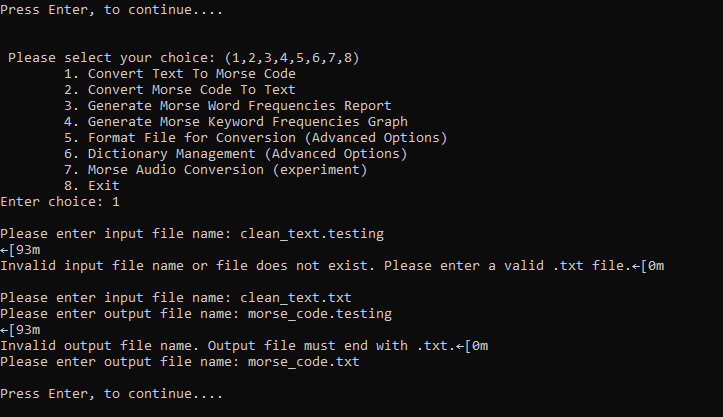 Press Enter, to continue....
Please select your choice: (1,2,3,4,5,6,7,8)
1. Convert Text To Morse Code
2. Convert Morse Code To Text
3. Generate Morse Word Frequencies Report
4. Generate Morse Keyword Frequencies Graph
5. Format File for Conversion (Advanced Options)
6. Dictionary Management (Advanced Options)
7. Morse Audio Conversion (experiment)
8. Exit
Enter choice: 1
Please enter input file name: clean_text.testing
←[93m
Invalid input file name or file does not exist. Please enter a valid .txt file.←[0m
Please enter input file name: clean_text.txt
Please enter output file name: morse_code.testing
←[93m
Invalid output file name. Output file must end with .txt.←[0m
Please enter output file name: morse_code.txt
Press Enter, to continue....